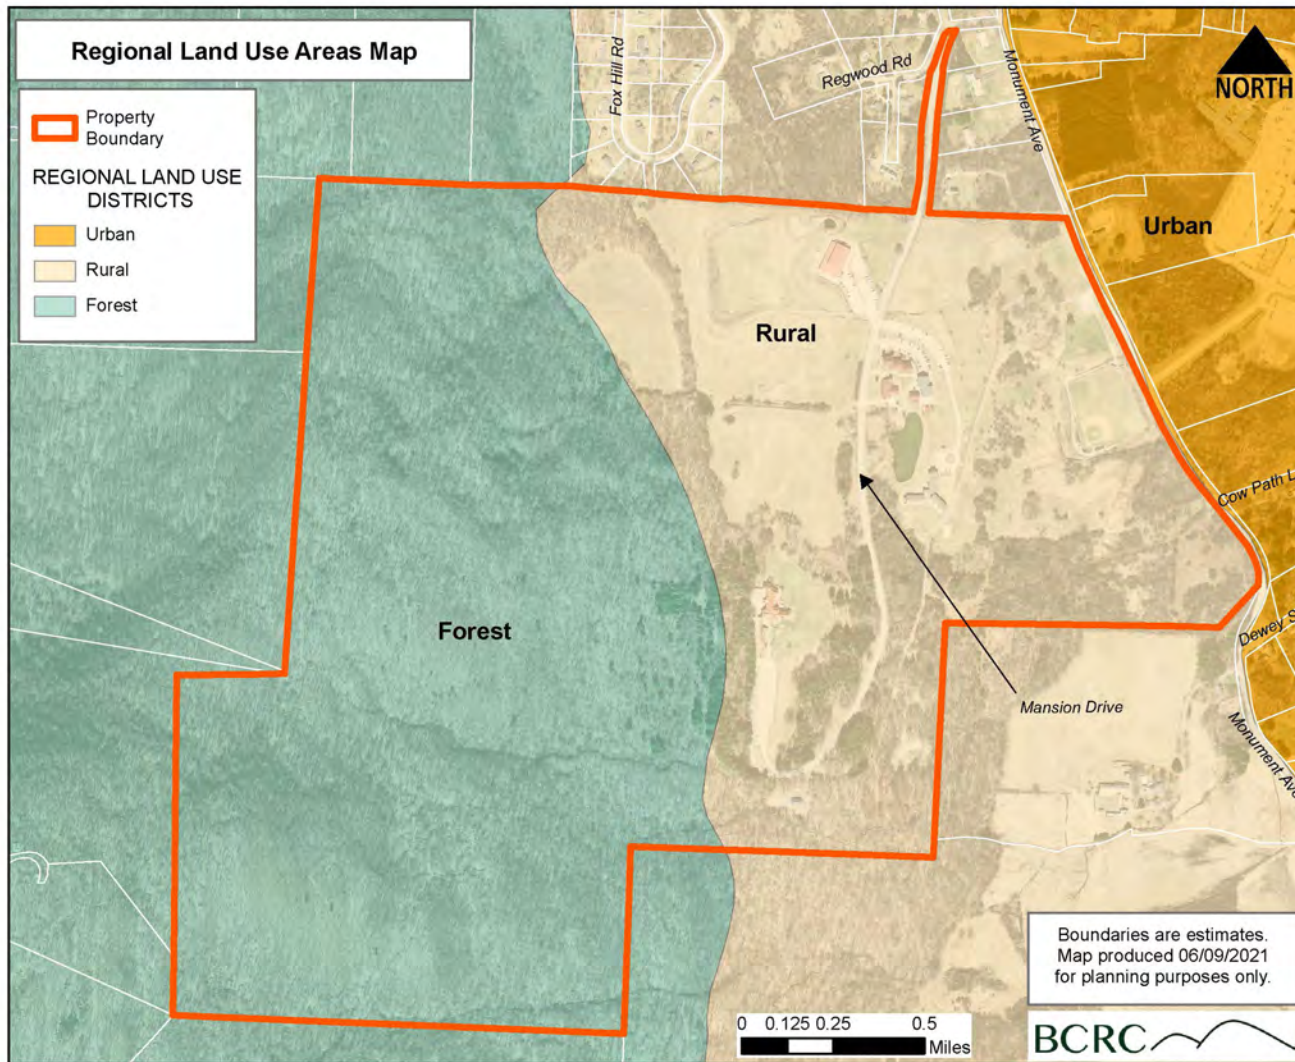 Regional Land Use Areas Map
Property
Boundary
REGIONAL LAND USE
DISTRICTS
Urban
Rural
Forest
Fox Hill Rd
Regwood Rd
Monument Ave
NORTH
Urban
Rural
Forest
Cow Path L
Dewey S
Mansion Drive
Monument Ave
Boundaries are estimates.
Map produced 06/09/2021
for planning purposes only.
0 0.125 0.25 0.5
Miles
BCRC